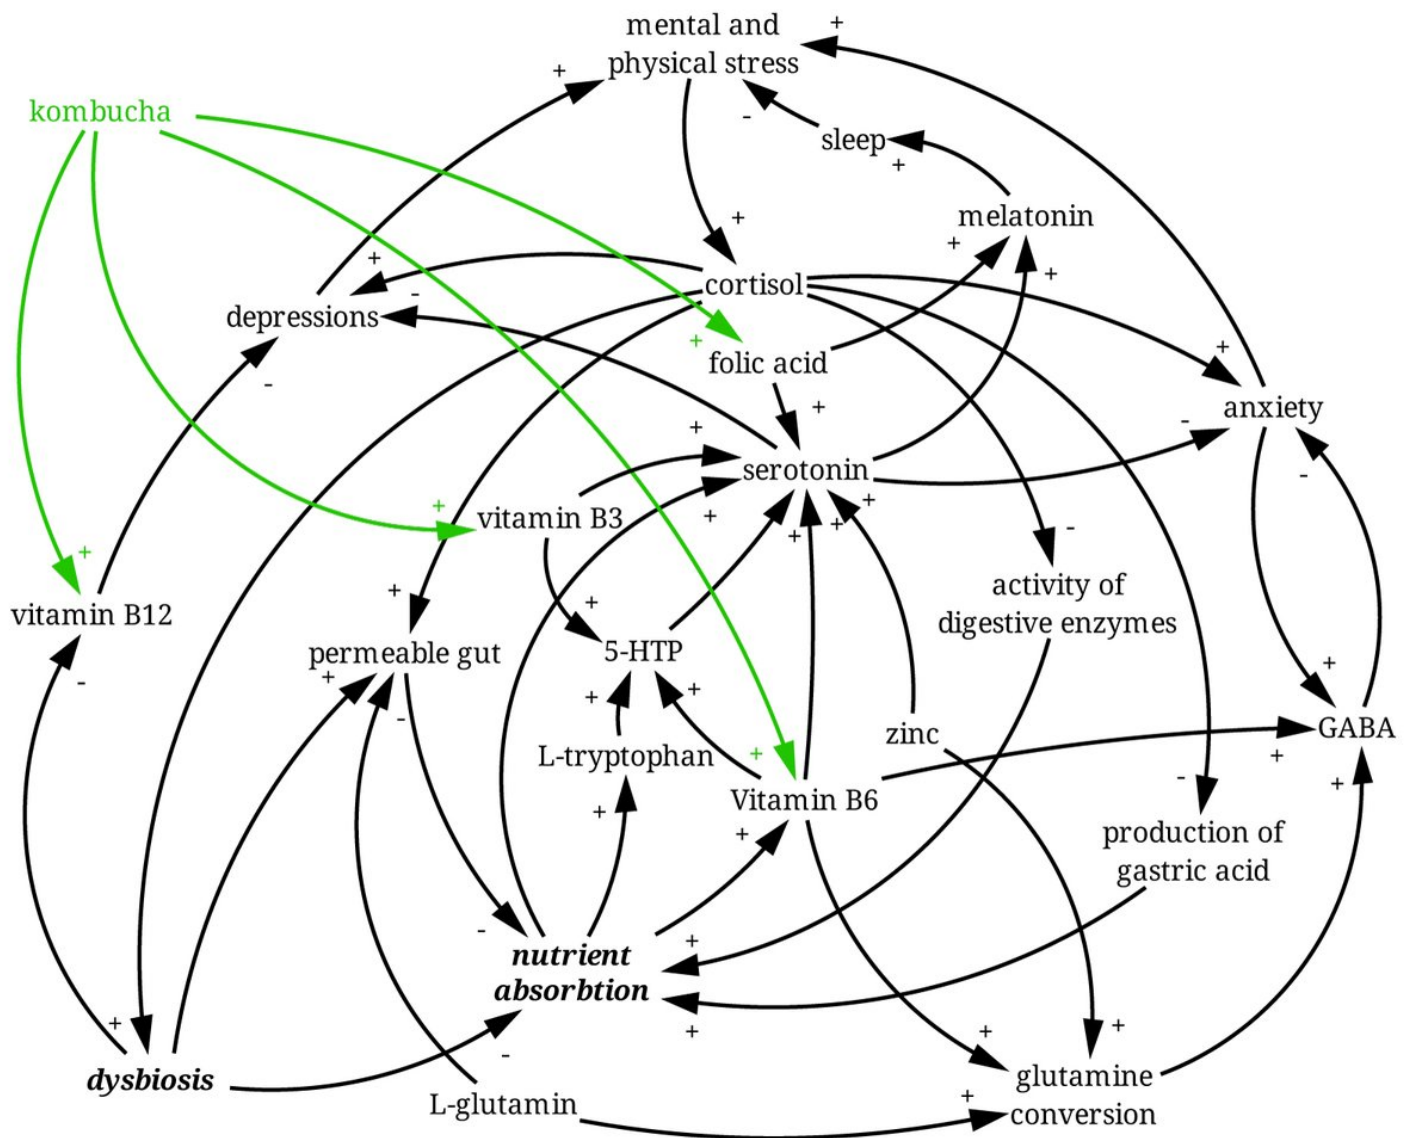 mental and
physical stress
kombucha
sleep
melatonin
cortisol
depressions
folic acid
anxiety
serotonin
vitamin B3
activity of
digestive enzymes
vitamin B12
permeable gut
5-HTP
zinc
GABA
L-tryptophan
Vitamin B6
production of
gastric acid
nutrient
absorbtion
dysbiosis
L-glutamin
glutamine
conversion
+
+
-
+
+
+
+
+
-
+
+
-
+
+
-
+
+
+
+
+
-
-
+
+
+
+
-
+
+
-
+
+
+
+
-
+
+
-
+
+
+
+
-
+
+